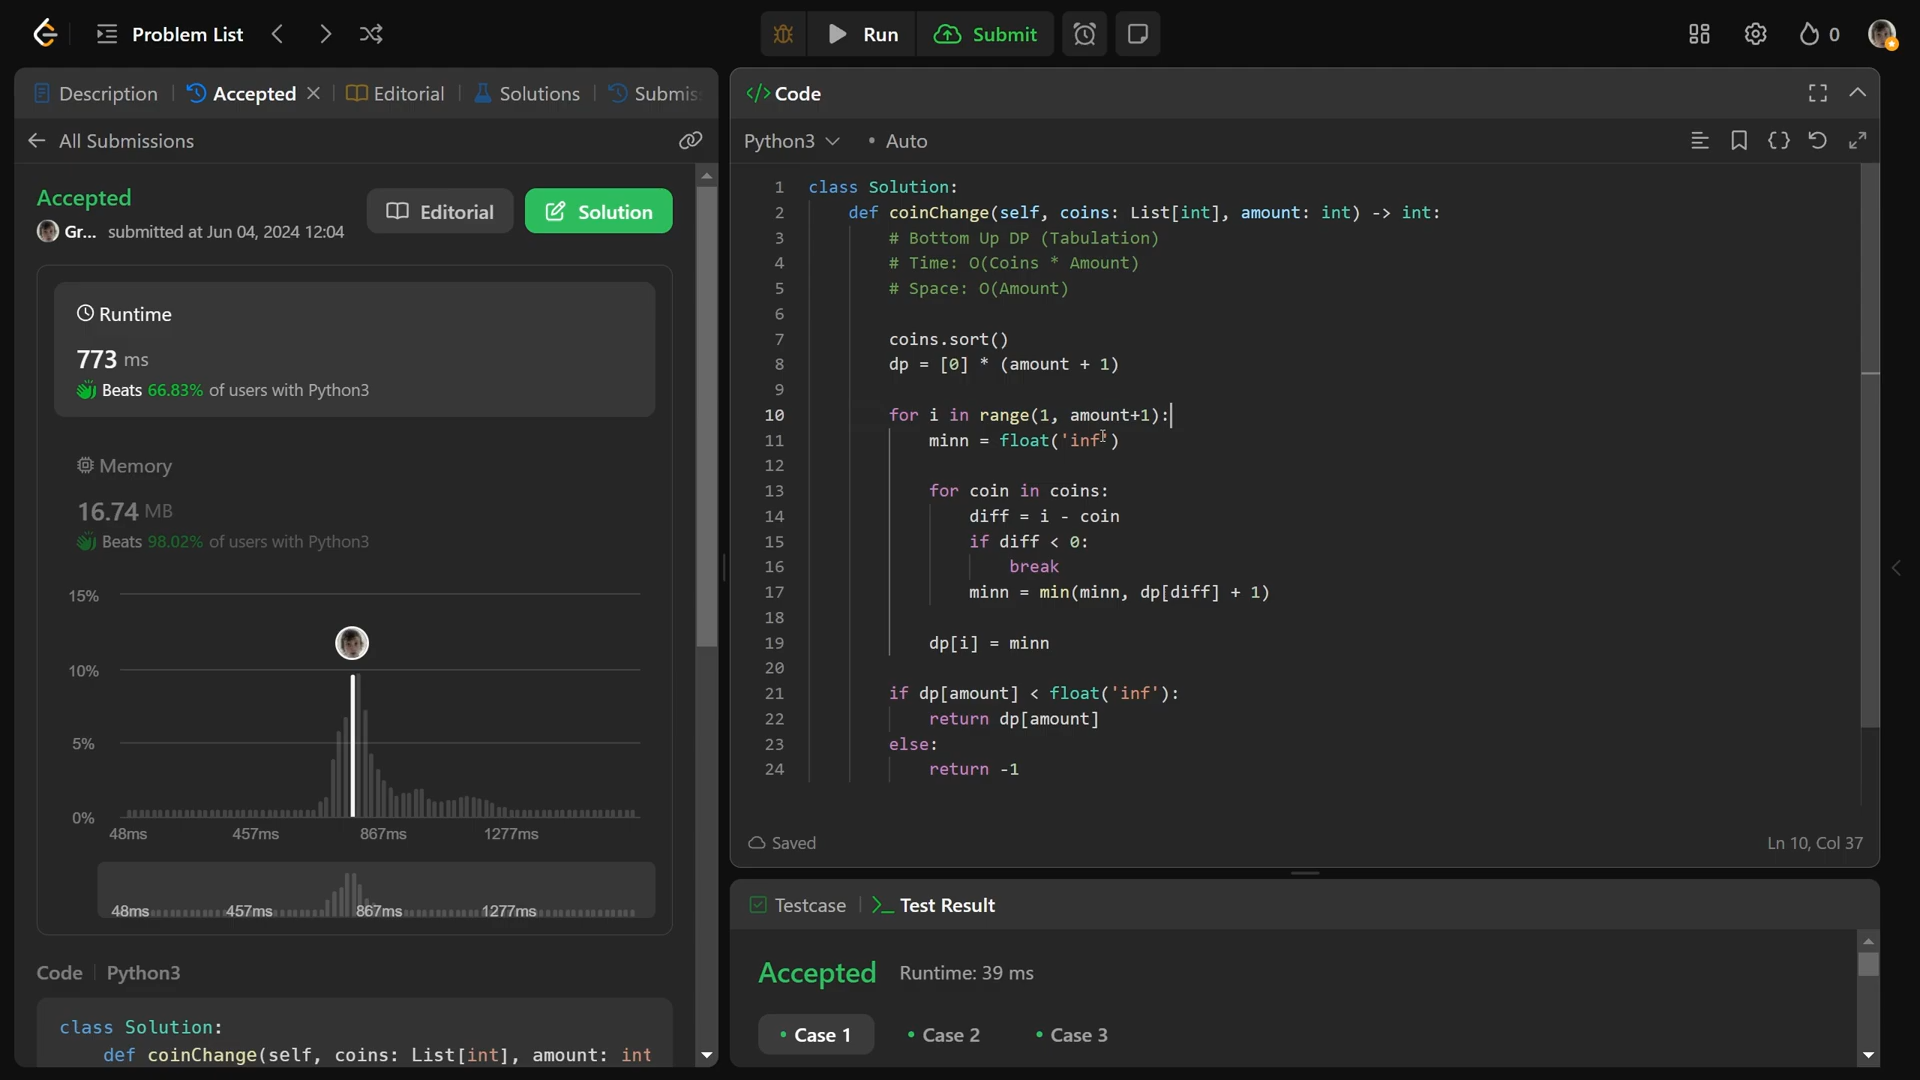 Problem List
Run
Submit
0
Description
Accepted
Editorial
Solutions
Submis
All Submissions
Accepted
Gr... submitted at Jun 04, 2024 12:04
Editorial
Solution
Runtime
773 ms
Beats 66.83% of users with Python3
Memory
16.74 MB
Beats 98.02% of users with Python3
15%
10%
5%
0%
48ms 457ms 867ms 1277ms
48ms 457ms 867ms 1277ms
Code | Python3
class Solution:
def coinChange(self, coins: List[int], amount: int
</> Code
Python3 • Auto
1 class Solution:
2 def coinChange(self, coins: List[int], amount: int) -> int:
3 # Bottom Up DP (Tabulation)
4 # Time: O(Coins * Amount)
5 # Space: O(Amount)
6
7 coins.sort()
8 dp = [0] * (amount + 1)
9
10 for i in range(1, amount+1):
11 minn = float('inf')
12
13 for coin in coins:
14 diff = i - coin
15 if diff < 0:
16 break
17 minn = min(minn, dp[diff] + 1)
18
19 dp[i] = minn
20
21 if dp[amount] < float('inf'):
22 return dp[amount]
23 else:
24 return -1
Saved
Ln 10, Col 37
Testcase
Test Result
Accepted Runtime: 39 ms
• Case 1 • Case 2 • Case 3